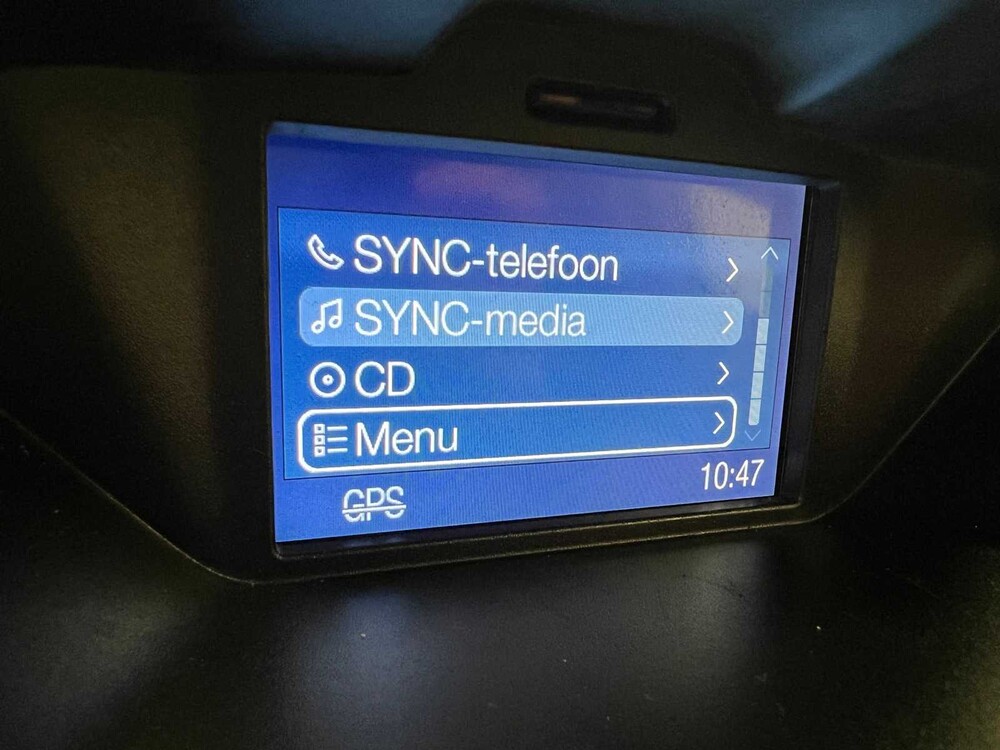 SYNC-telefoon
SYNC-media
CD
Menu
10:47
GPS